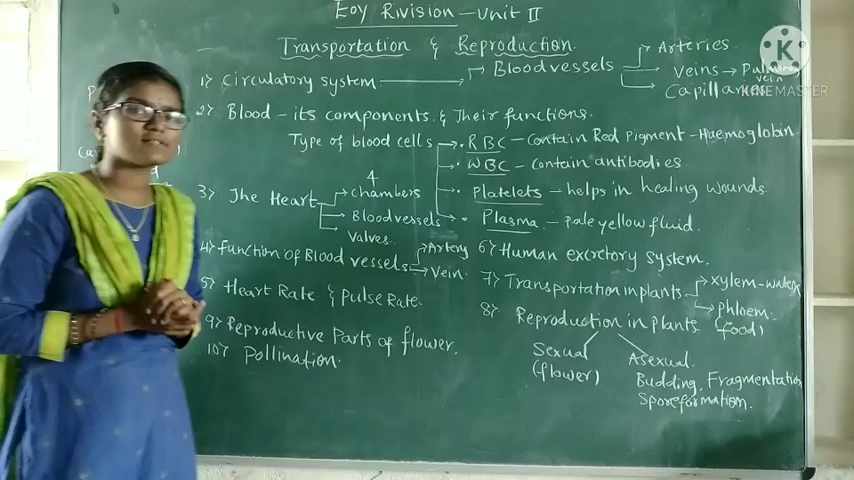 Eoy Rivision - Unit II
Transportation & Reproduction.
1) Circulatory system → Bloodvessels → Arteries
Veins → Pulmonary vein
Capillaries
2) Blood - its components & Their functions.
Type of blood cells → RBC - Contain Red pigment - Haemoglobin
WBC - Contain antibodies
Platelets - helps in healing wounds.
Plasma - pale yellow fluid.
3) The Heart → 4 chambers
Bloodvessels
Valves
4) Function of Blood vessels → Artery
Vein
5) Heart Rate & Pulse Rate.
6) Human excretory system.
7) Transportation in plants → xylem - water
phloem (food)
8) Reproduction in plants
Sexual (flower)
Asexual.
Budding, Fragmentation
Sporeformation.
9) Reproductive Parts of flower.
10) Pollination.
K
KINEMASTER